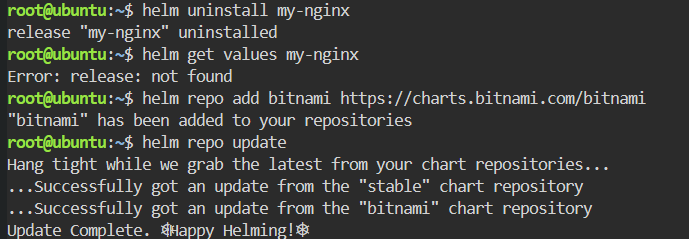 root@ubuntu:~$ helm uninstall my-nginx
release "my-nginx" uninstalled
root@ubuntu:~$ helm get values my-nginx
Error: release: not found
root@ubuntu:~$ helm repo add bitnami https://charts.bitnami.com/bitnami
"bitnami" has been added to your repositories
root@ubuntu:~$ helm repo update
Hang tight while we grab the latest from your chart repositories...
...Successfully got an update from the "stable" chart repository
...Successfully got an update from the "bitnami" chart repository
Update Complete. ⎈Happy Helming!⎈